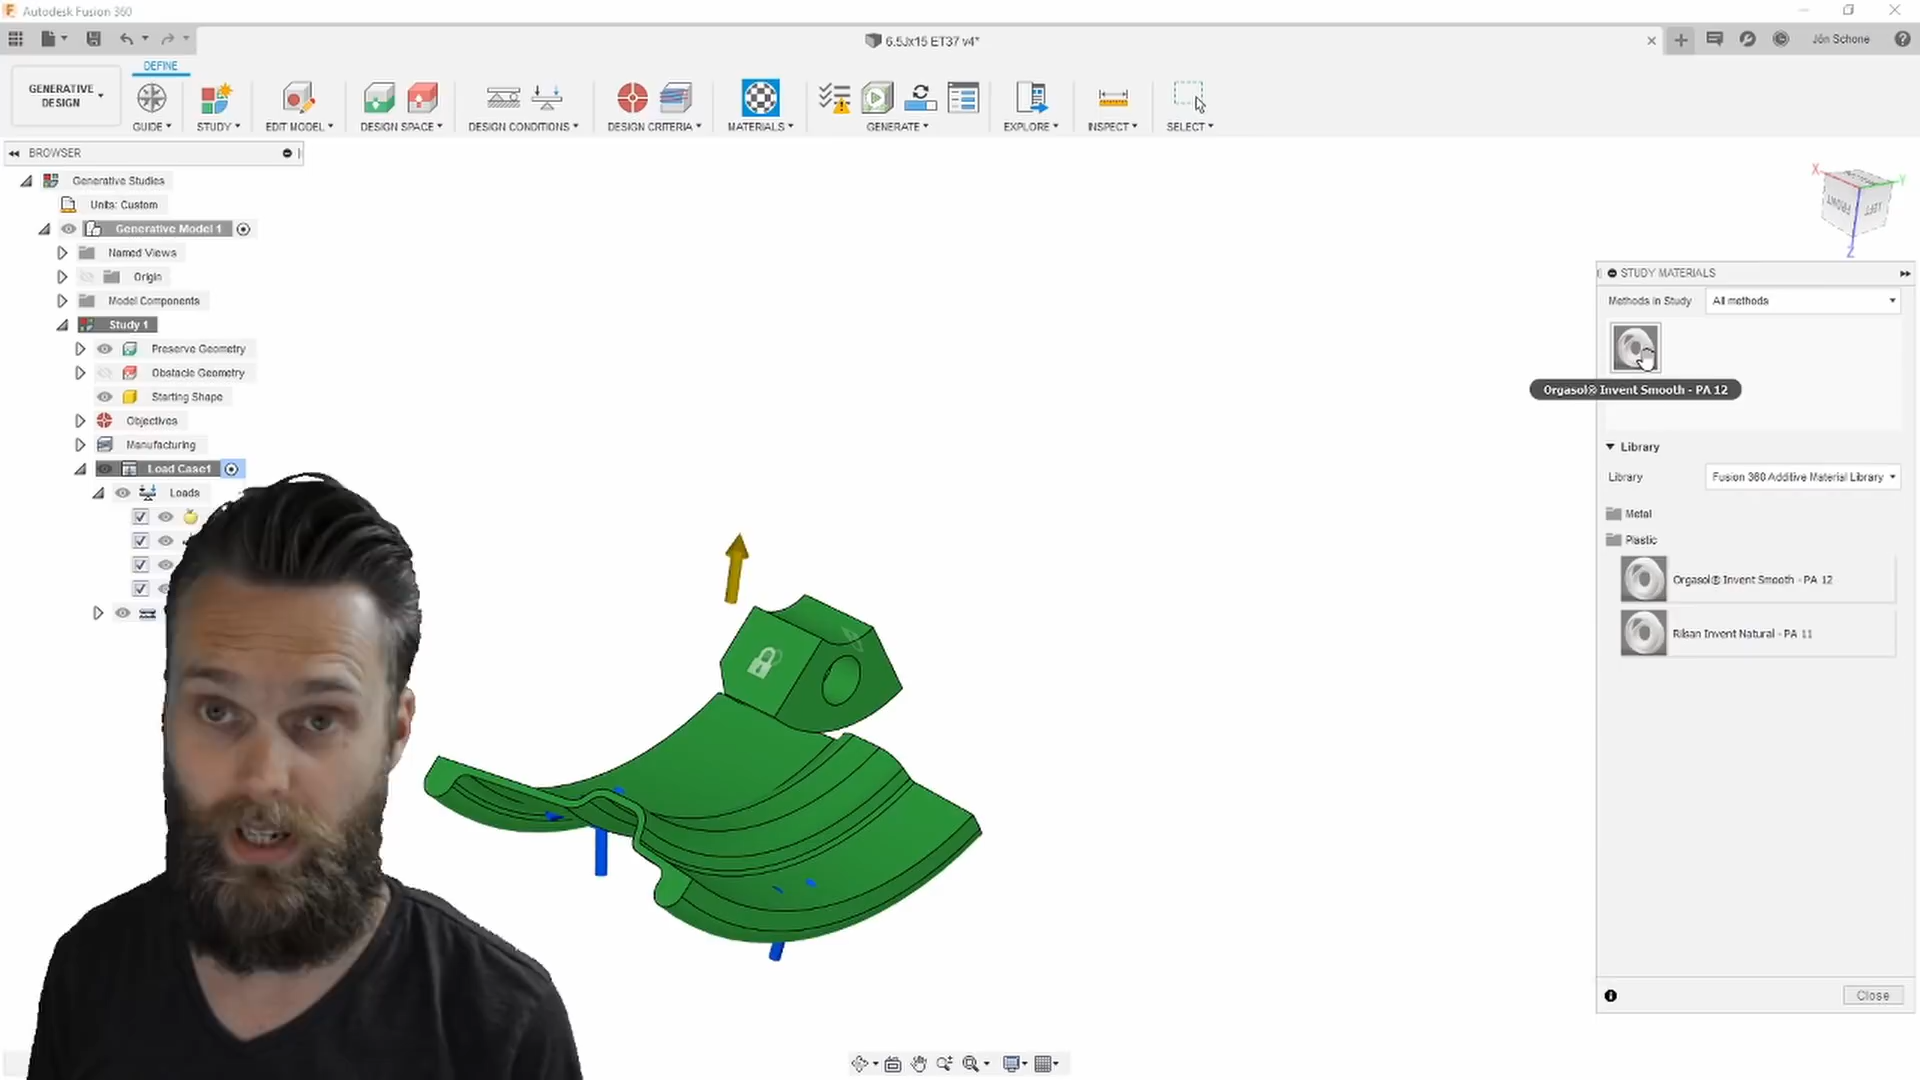 Autodesk Fusion 360
6.5Jx15 ET37 v4*
Jón Schone
GENERATIVE DESIGN
DEFINE
GUIDE
STUDY
EDIT MODEL
DESIGN SPACE
DESIGN CONDITIONS
DESIGN CRITERIA
MATERIALS
GENERATE
EXPLORE
INSPECT
SELECT
BROWSER
Generative Studies
Units: Custom
Generative Model 1
Named Views
Origin
Model Components
Study 1
Preserve Geometry
Obstacle Geometry
Starting Shape
Objectives
Manufacturing
Load Case1
Loads
X
Y
Z
FRONT
LEFT
STUDY MATERIALS
Methods in Study All methods
Orgasol® Invent Smooth - PA 12
Library
Library Fusion 360 Additive Material Library
Metal
Plastic
Orgasol® Invent Smooth - PA 12
Rilsan Invent Natural - PA 11
Close